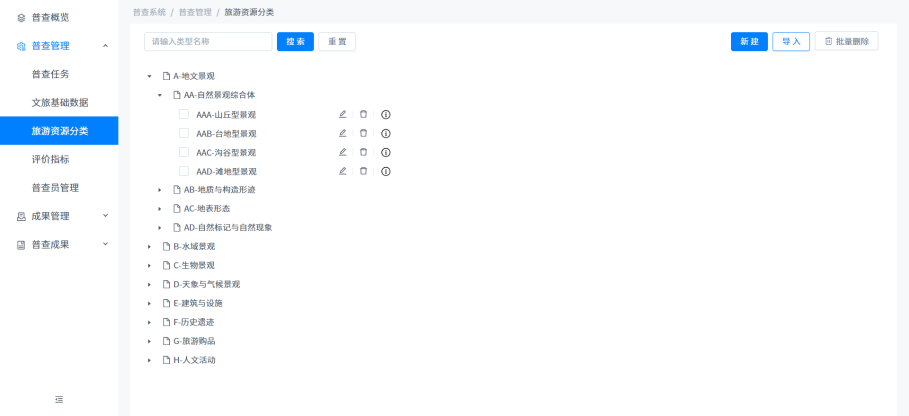 普查概览
普查管理
普查任务
文旅基础数据
旅游资源分类
评价指标
普查员管理
成果管理
普查成果
普查系统 / 普查管理 / 旅游资源分类
请输入类型名称 搜索 重置 新建 导入 批量删除
A-地文景观
AA-自然景观综合体
AAA-山丘型景观
AAB-台地型景观
AAC-沟谷型景观
AAD-滩地型景观
AB-地质与构造形迹
AC-地表形态
AD-自然标记与自然现象
B-水域景观
C-生物景观
D-天象与气候景观
E-建筑与设施
F-历史遗迹
G-旅游购品
H-人文活动